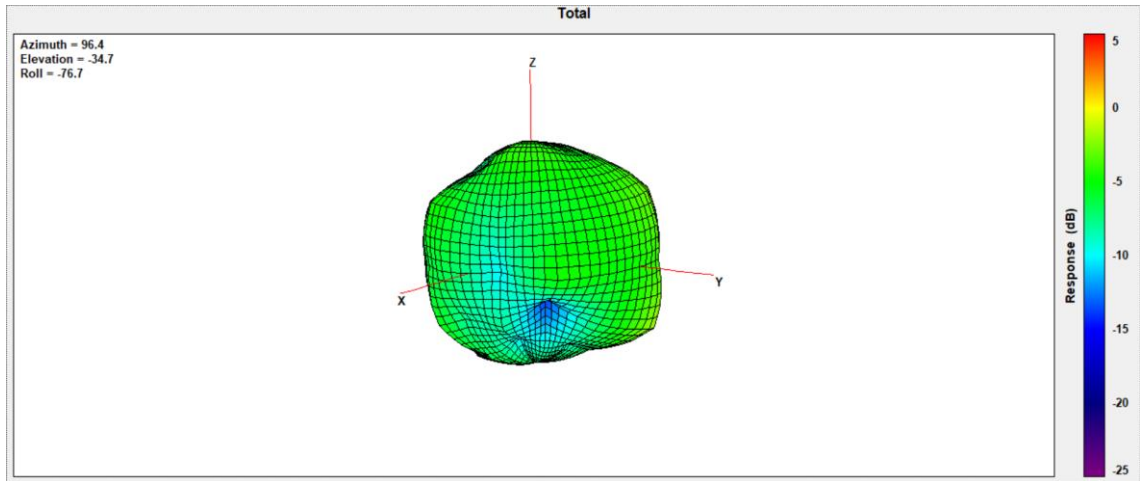 Total
Azimuth = 96.4
Elevation = -34.7
Roll = -76.7
Z
X
Y
5
0
-5
-10
-15
-20
-25
Response (dB)